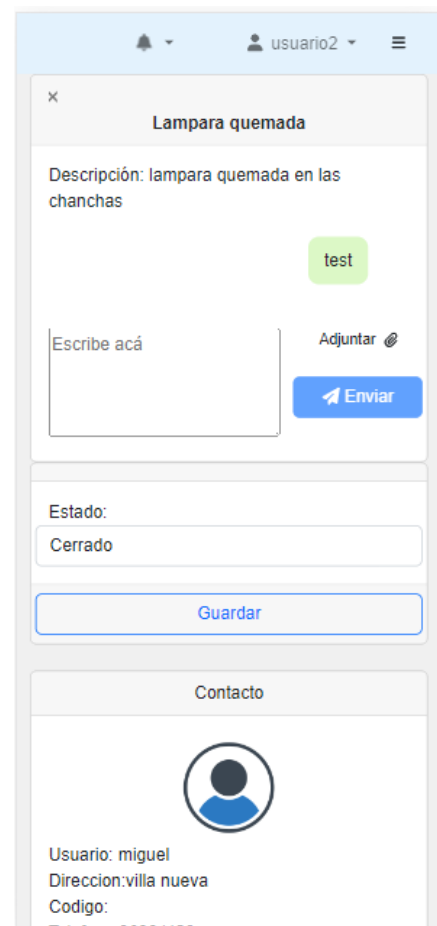 usuario2
×
Lampara quemada
Descripción: lampara quemada en las
chanchas
test
Escribe acá
Adjuntar
Enviar
Estado:
Cerrado
Guardar
Contacto
Usuario: miguel
Direccion:villa nueva
Codigo: